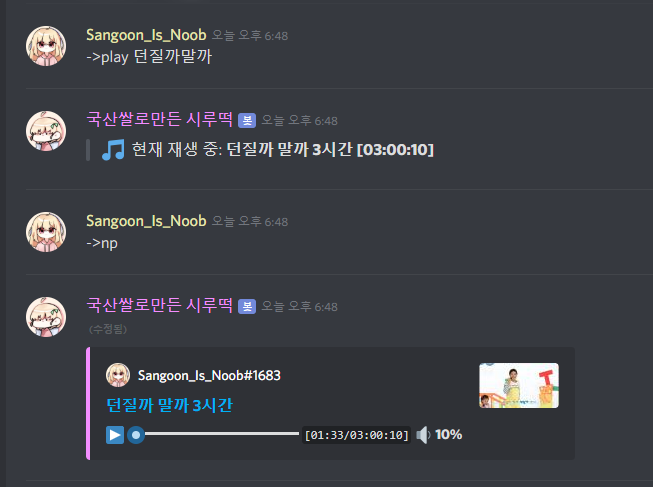 Sangoon_Is_Noob 오늘 오후 6:48
->play 던질까말까
국산쌀로만든 시루떡 봇 오늘 오후 6:48
현재 재생 중: 던질까 말까 3시간 [03:00:10]
Sangoon_Is_Noob 오늘 오후 6:48
->np
국산쌀로만든 시루떡 봇 오늘 오후 6:48
(수정됨)
Sangoon_Is_Noob#1683
던질까 말까 3시간
[01:33/03:00:10] 10%